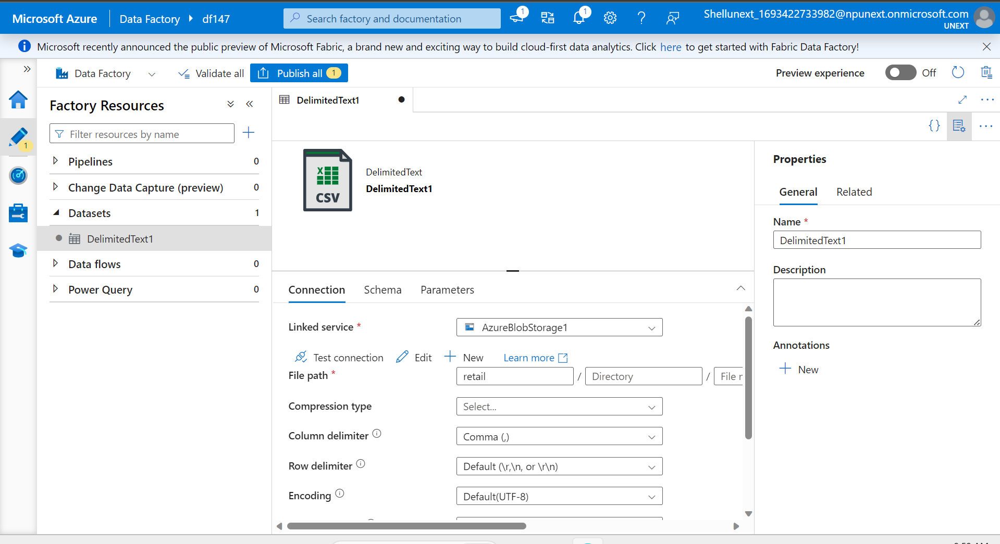 Microsoft Azure
Data Factory
df147
Search factory and documentation
1
1
Shellunext_1693422733982@npunext.onmicrosoft.com
UNEXT
Microsoft recently announced the public preview of Microsoft Fabric, a brand new and exciting way to build cloud-first data analytics. Click here to get started with Fabric Data Factory!
Data Factory
Validate all
Publish all 1
Preview experience
Off
1
Factory Resources
Filter resources by name
Pipelines 0
Change Data Capture (preview) 0
Datasets 1
DelimitedText1
Data flows 0
Power Query 0
DelimitedText1
X
CSV
DelimitedText
DelimitedText1
Connection
Schema
Parameters
Linked service *
AzureBlobStorage1
Test connection
Edit
New
Learn more
File path *
retail / Directory /
File
Compression type
Select...
Column delimiter
Comma (,)
Row delimiter
Default (\r,\n, or \r\n)
Encoding
Default(UTF-8)
Properties
General
Related
Name *
DelimitedText1
Description
Annotations
New